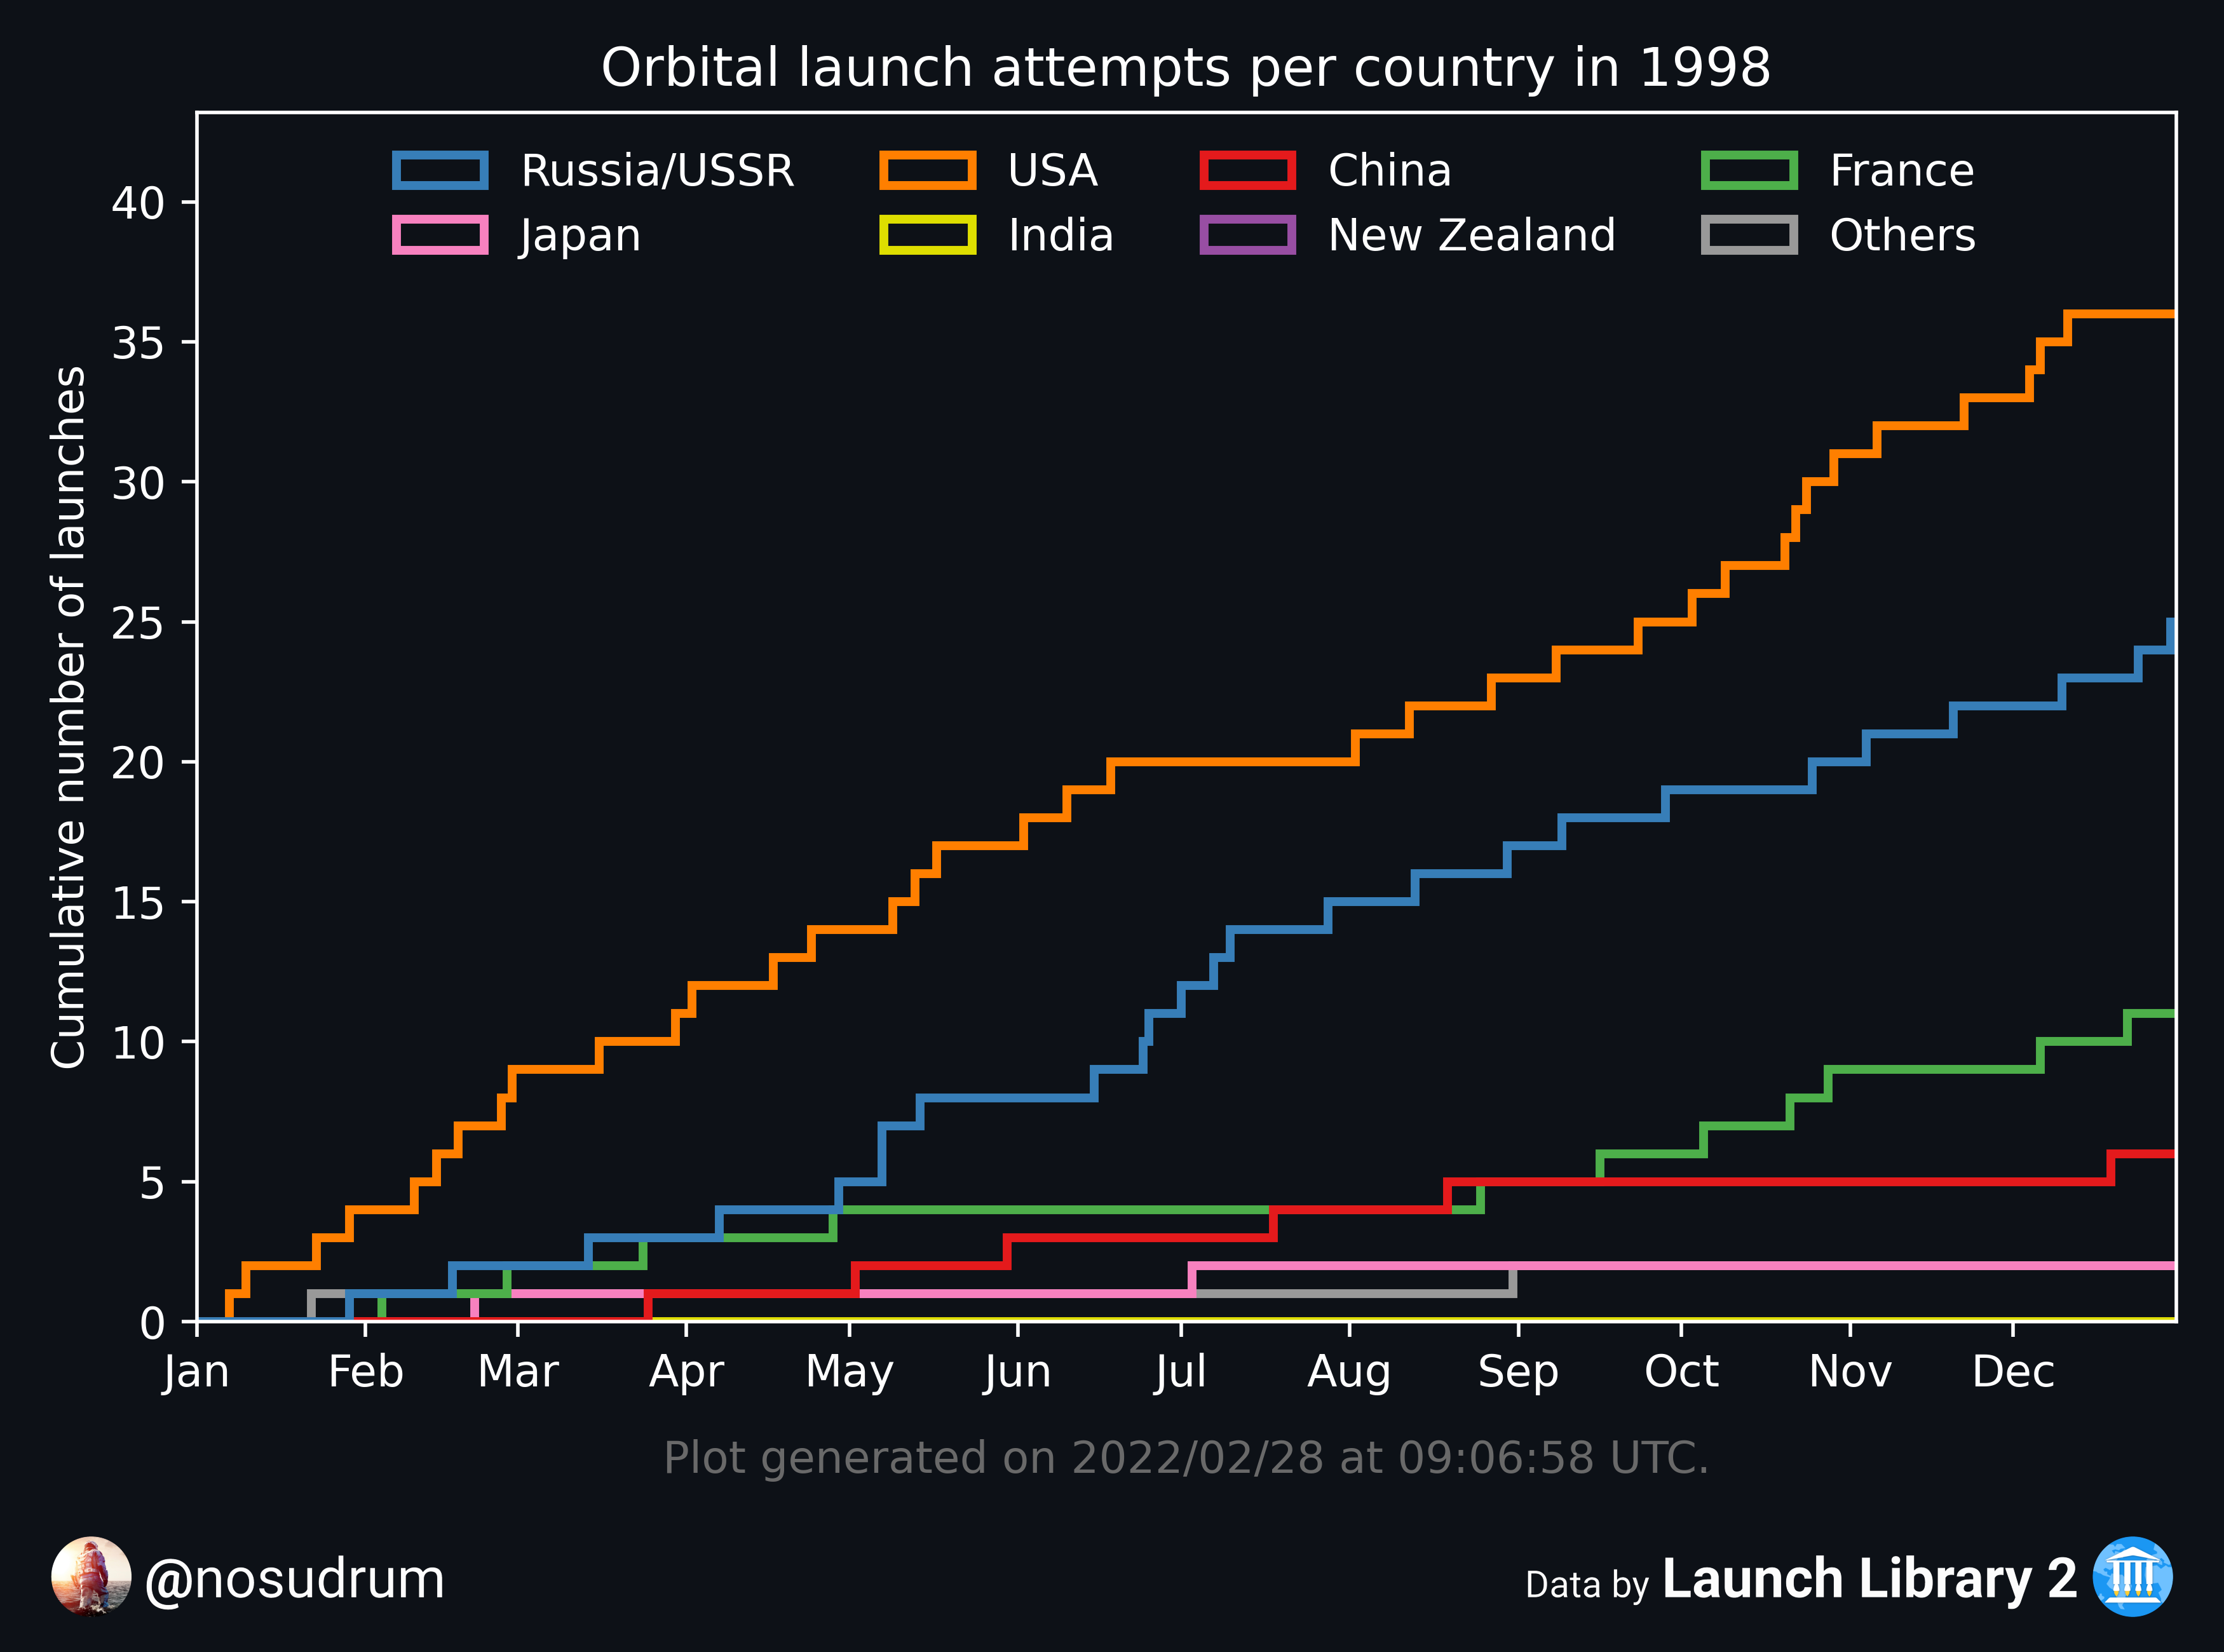 Orbital launch attempts per country in 1998
Russia/USSR USA China France
Japan India New Zealand Others
Cumulative number of launches
40
35
30
25
20
15
10
5
0
Jan Feb Mar Apr May Jun Jul Aug Sep Oct Nov Dec
Plot generated on 2022/02/28 at 09:06:58 UTC.
@nosudrum
Data by Launch Library 2